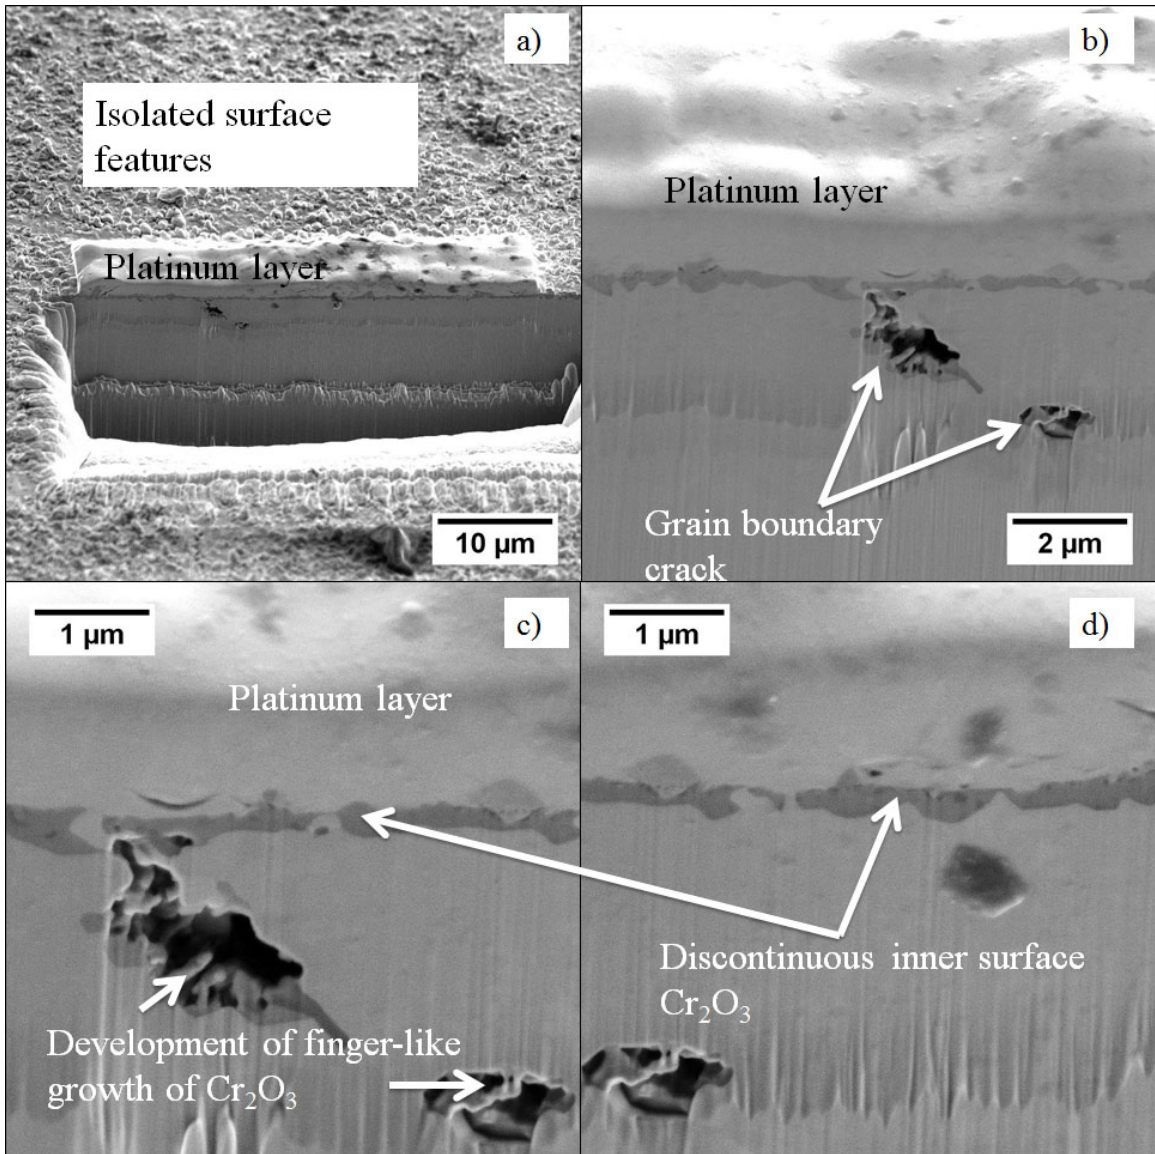 a)
Isolated surface
features
Platinum layer
10 µm
b)
Platinum layer
Grain boundary
crack
2 µm
1 µm
c)
Platinum layer
Development of finger-like
growth of Cr₂O₃
1 µm
d)
Discontinuous inner surface
Cr₂O₃